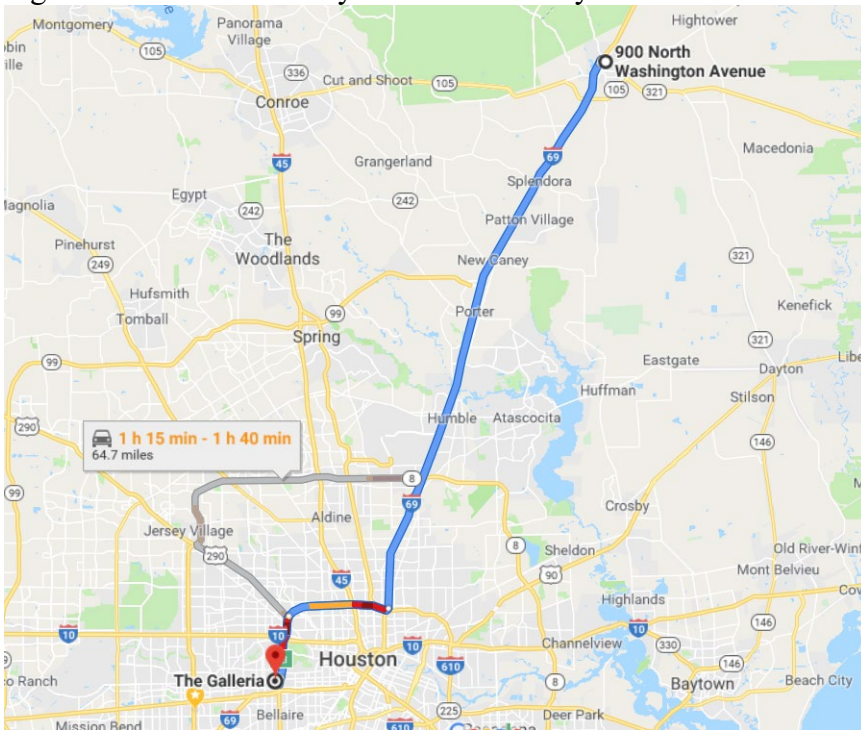 Montgomery
Panorama
Village
Hightower
900 North
Washington Avenue
105
336
Cut and Shoot
105
105
321
Conroe
45
Grangerland
69
Macedonia
Splendora
Egypt
242
242
Patton Village
Pinehurst
The
Woodlands
New Caney
321
249
Hufsmith
Tomball
99
Porter
Kenefick
Spring
321
99
Eastgate
Dayton
Huffman
Stilson
290
1 h 15 min - 1 h 40 min
64.7 miles
Humble
Atascocita
146
99
8
69
Crosby
Jersey Village
Aldine
290
8
Sheldon
45
90
Mont Belvieu
Highlands
10
10
10
10
146
Channelview
330
Houston
610
8
146
The Galleria
Baytown
Beach City
69
Bellaire
225
Deer Park
Mission Bend
610